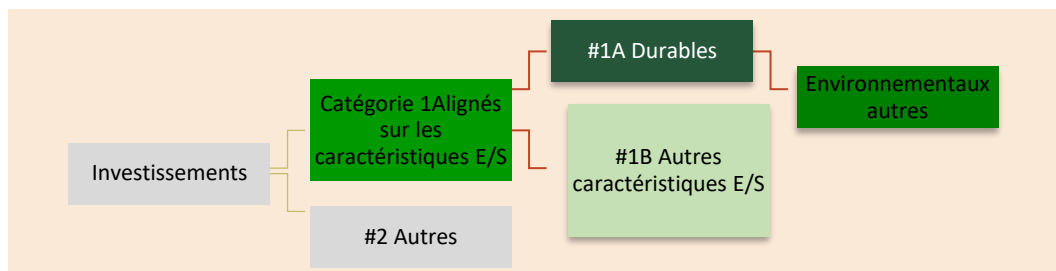 Investissements
Catégorie 1Alignés
sur les
caractéristiques E/S
#2 Autres
#1A Durables
#1B Autres
caractéristiques E/S
Environnementaux
autres